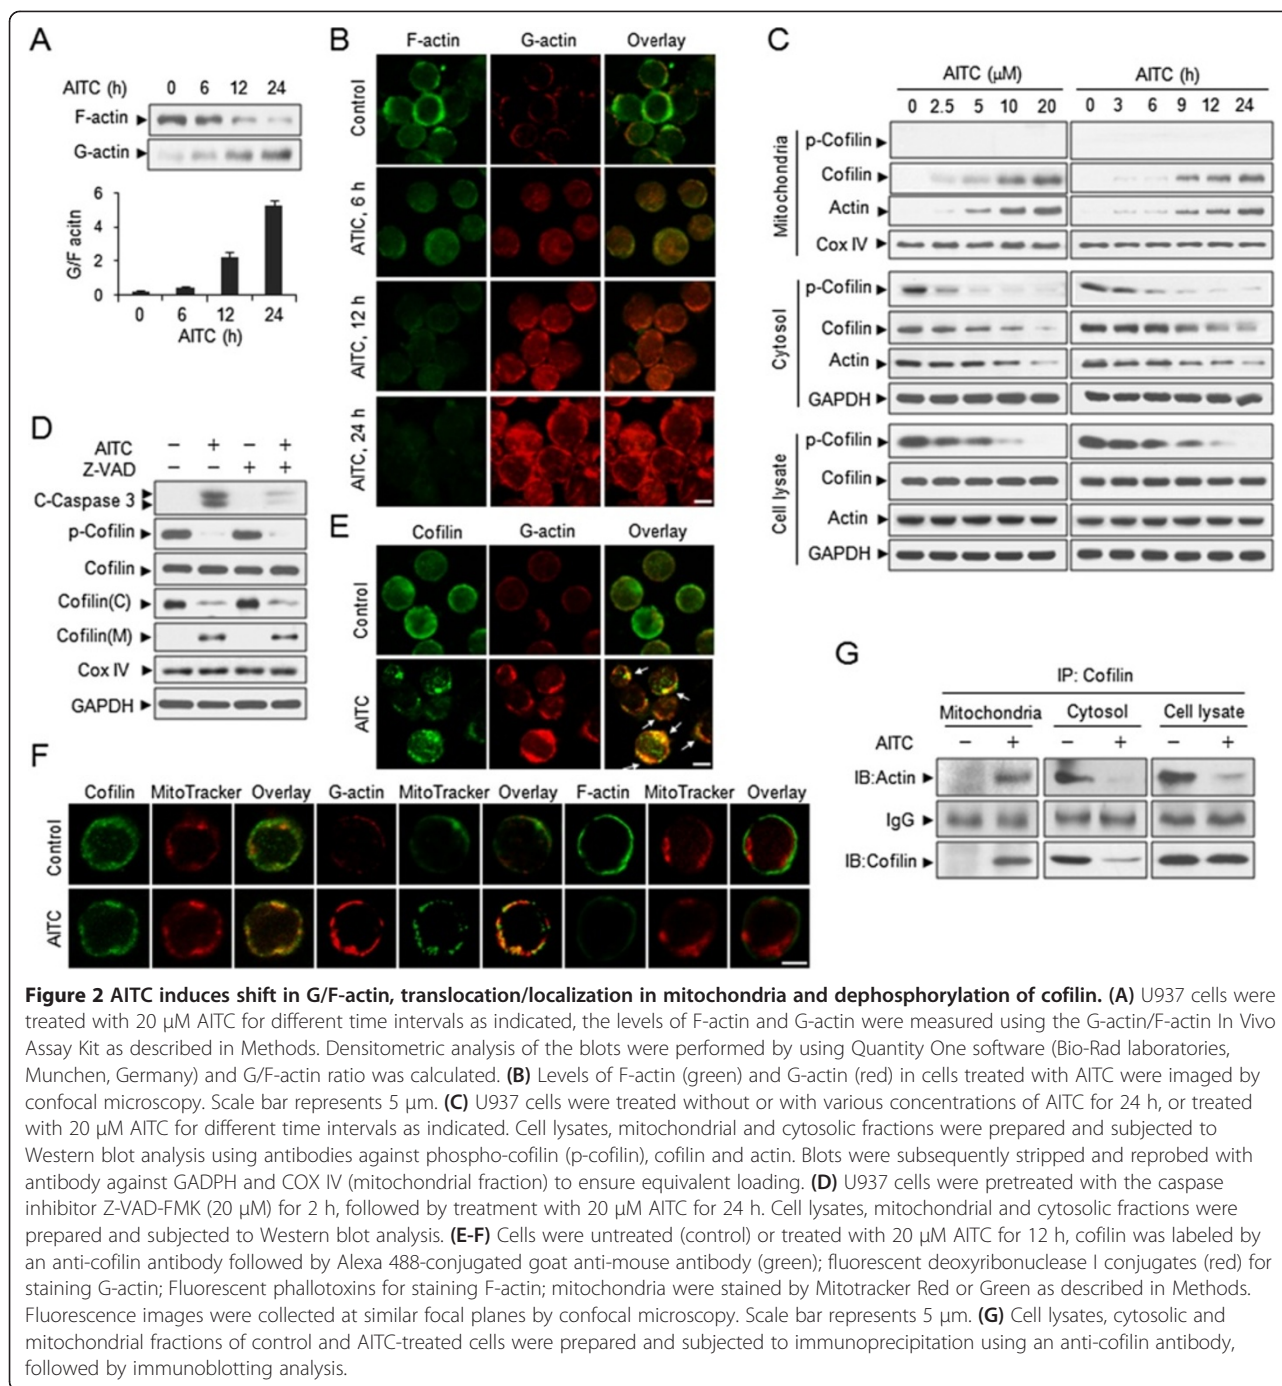 A
AITC (h) 0 6 12 24
F-actin
G-actin
G/F acitn
6
4
2
0
0 6 12 24
AITC (h)
B
F-actin G-actin Overlay
Control
ATIC, 6 h
AITC, 12 h
AITC, 24 h
C
AITC (μM) AITC (h)
0 2.5 5 10 20 0 3 6 9 12 24
Mitochondria
p-Cofilin
Cofilin
Actin
Cox IV
Cytosol
p-Cofilin
Cofilin
Actin
GAPDH
Cell lysate
p-Cofilin
Cofilin
Actin
GAPDH
D
AITC – + – +
Z-VAD – – + +
C-Caspase 3
p-Cofilin
Cofilin
Cofilin(C)
Cofilin(M)
Cox IV
GAPDH
E
Cofilin G-actin Overlay
Control
AITC
F
Cofilin MitoTracker Overlay G-actin MitoTracker Overlay F-actin MitoTracker Overlay
Control
AITC
G
IP: Cofilin
Mitochondria Cytosol Cell lysate
AITC – + – + – +
IB:Actin
IgG
IB:Cofilin
Figure 2 AITC induces shift in G/F-actin, translocation/localization in mitochondria and dephosphorylation of cofilin. (A) U937 cells were
treated with 20 μM AITC for different time intervals as indicated, the levels of F-actin and G-actin were measured using the G-actin/F-actin In Vivo
Assay Kit as described in Methods. Densitometric analysis of the blots were performed by using Quantity One software (Bio-Rad laboratories,
Munchen, Germany) and G/F-actin ratio was calculated. (B) Levels of F-actin (green) and G-actin (red) in cells treated with AITC were imaged by
confocal microscopy. Scale bar represents 5 μm. (C) U937 cells were treated without or with various concentrations of AITC for 24 h, or treated
with 20 μM AITC for different time intervals as indicated. Cell lysates, mitochondrial and cytosolic fractions were prepared and subjected to
Western blot analysis using antibodies against phospho-cofilin (p-cofilin), cofilin and actin. Blots were subsequently stripped and reprobed with
antibody against GADPH and COX IV (mitochondrial fraction) to ensure equivalent loading. (D) U937 cells were pretreated with the caspase
inhibitor Z-VAD-FMK (20 μM) for 2 h, followed by treatment with 20 μM AITC for 24 h. Cell lysates, mitochondrial and cytosolic fractions were
prepared and subjected to Western blot analysis. (E-F) Cells were untreated (control) or treated with 20 μM AITC for 12 h, cofilin was labeled by
an anti-cofilin antibody followed by Alexa 488-conjugated goat anti-mouse antibody (green); fluorescent deoxyribonuclease I conjugates (red) for
staining G-actin; Fluorescent phallotoxins for staining F-actin; mitochondria were stained by Mitotracker Red or Green as described in Methods.
Fluorescence images were collected at similar focal planes by confocal microscopy. Scale bar represents 5 μm. (G) Cell lysates, cytosolic and
mitochondrial fractions of control and AITC-treated cells were prepared and subjected to immunoprecipitation using an anti-cofilin antibody,
followed by immunoblotting analysis.